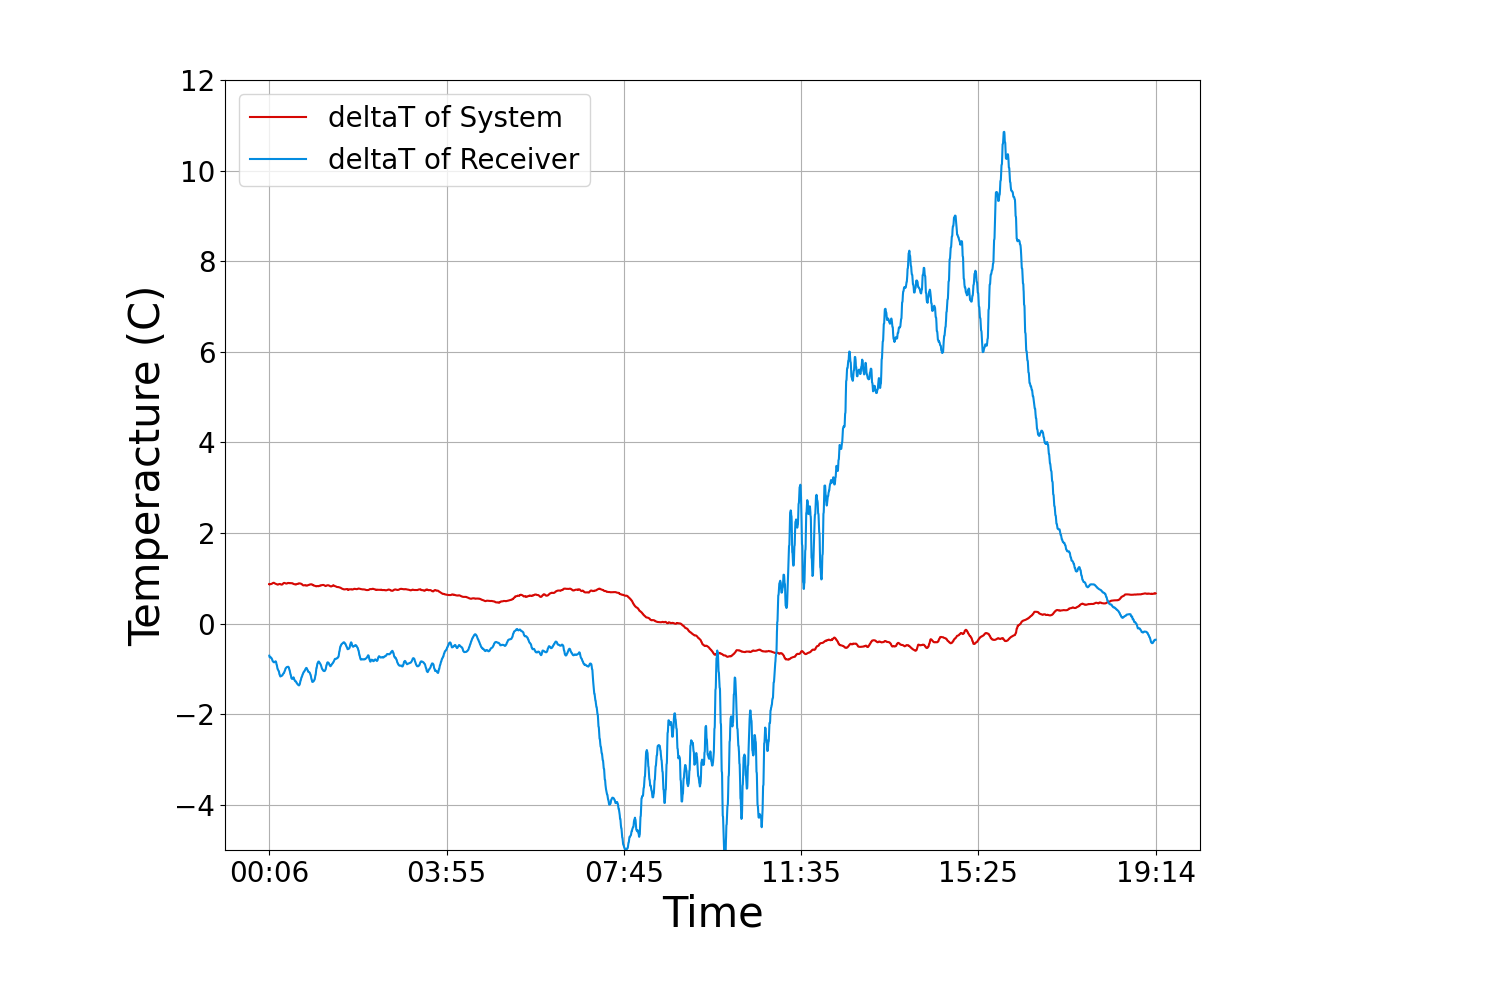 12
10
8
6
4
2
0
−2
−4
deltaT of System
deltaT of Receiver
Temperacture (C)
00:06 03:55 07:45 11:35 15:25 19:14
Time